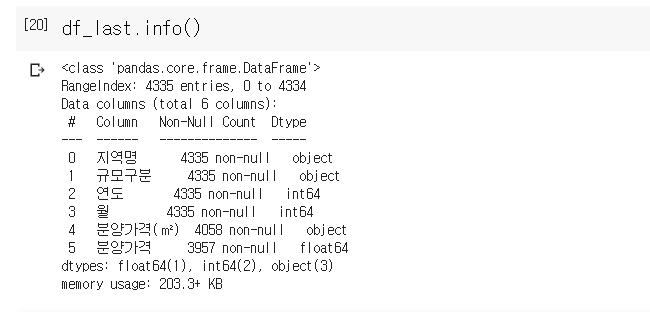 [20] df_last.info()
<class 'pandas.core.frame.DataFrame'>
RangeIndex: 4335 entries, 0 to 4334
Data columns (total 6 columns):
# Column Non-Null Count Dtype
--- ------ -------------- -----
0 지역명 4335 non-null object
1 규모구분 4335 non-null object
2 연도 4335 non-null int64
3 월 4335 non-null int64
4 분양가격(㎡) 4058 non-null object
5 분양가격 3957 non-null float64
dtypes: float64(1), int64(2), object(3)
memory usage: 203.3+ KB